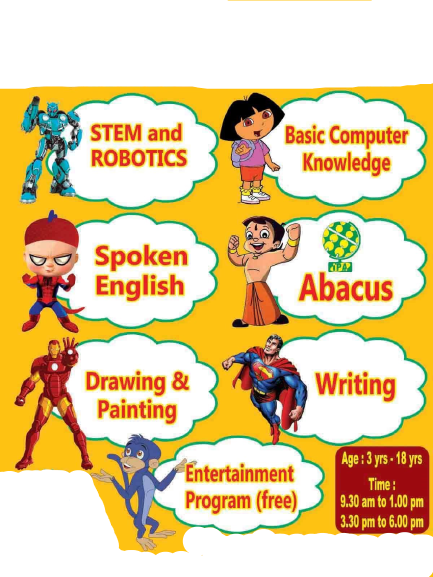 STEM and
ROBOTICS
Basic Computer
Knowledge
Spoken
English
Abacus
Drawing &
Painting
Writing
Entertainment
Program (free)
Age : 3 yrs - 18 yrs
Time :
9.30 am to 1.00 pm
3.30 pm to 6.00 pm